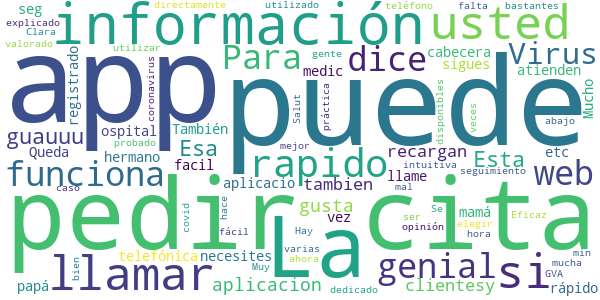 directamente utilizado teléfono falta bastantes
seg explicado Clara información usted
valorado utilizar Para dice gente cabecera Virus
app puede sigues atienden
registrado coronavirus medic Salut práctica disponibles veces Mucho
guauuu ospital También Esa recargan abajo
Queda probado hermano facil rapido mejor Esta etc
funciona aplicacio tambien llame intuitiva seguimiento web
pedir cita caso covid hace gusta vez mal mamá Se Eficaz
fácil La Hay ser opinión elegir hora
telefónica necesites varias ahora genial si min
papá bien llamar Muy aplicacion dedicado clientesy mucha GVA rápido